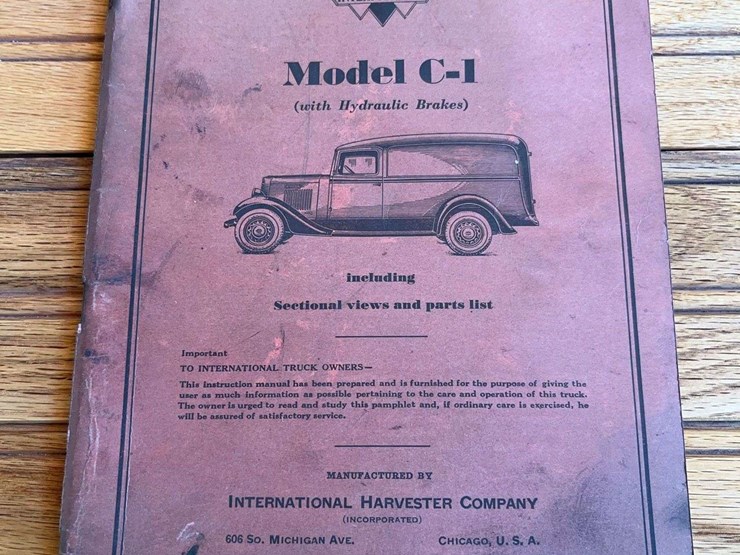 Model C-1
(with Hydraulic Brakes)
including
Sectional views and parts list
Important
TO INTERNATIONAL TRUCK OWNERS—
This instruction manual has been prepared and is furnished for the purpose of giving the
user as much information as possible pertaining to the care and operation of this truck.
The owner is urged to read and study this pamphlet and, if ordinary care is exercised, he
will be assured of satisfactory service.
MANUFACTURED BY
INTERNATIONAL HARVESTER COMPANY
(INCORPORATED)
606 SO. MICHIGAN AVE. CHICAGO, U. S. A.